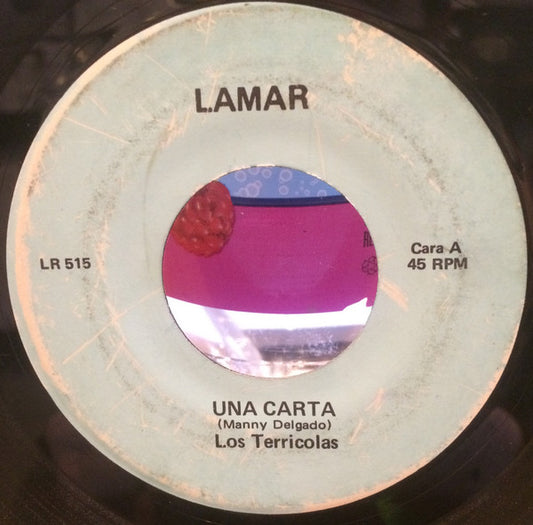 LAMAR
LR 515
Cara A
45 RPM
UNA CARTA
(Manny Delgado)
Los Terricolas